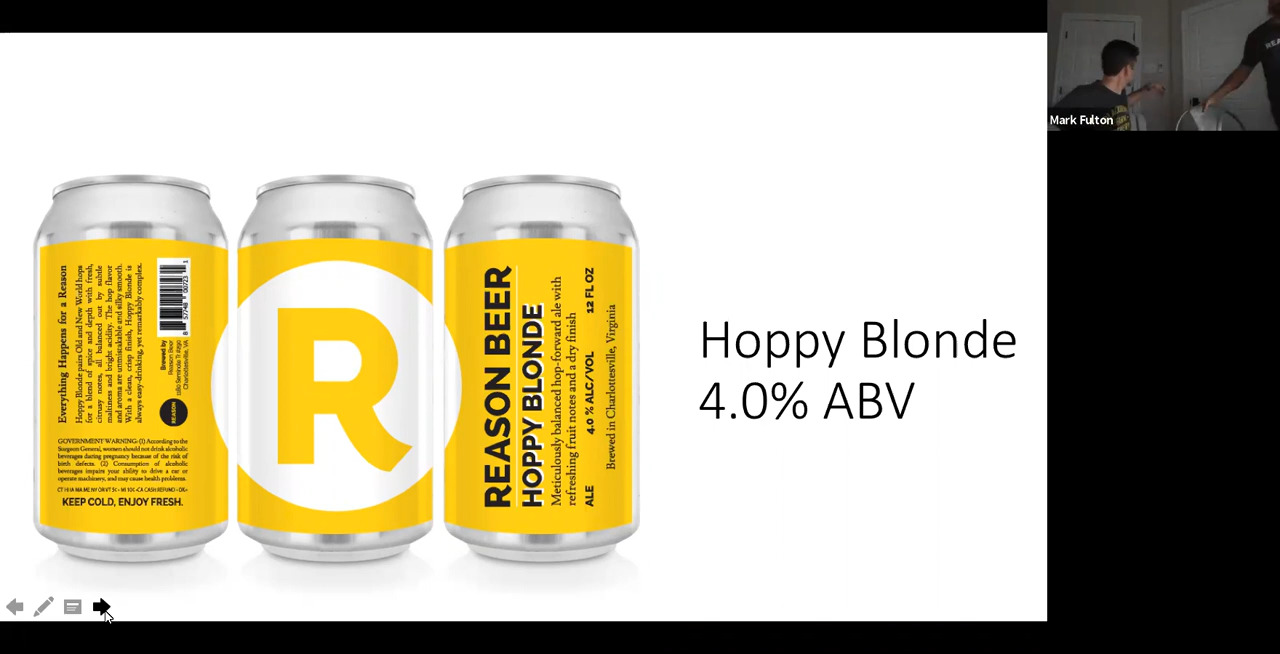 Everything Happens for a Reason
Hoppy Blonde pairs Old and New World hops
for a blend of spice and depth with fresh,
citrusy notes, all balanced out by subtle
maltiness and bright acidity. The hop flavor
and aroma are unmistakable and silky smooth.
With a clean, crisp finish, Hoppy Blonde is
always easy-drinking, yet remarkably complex.
Brewed by
Reason Beer
Charlottesville, VA
REASON
GOVERNMENT WARNING: (1) According to the
Surgeon General, women should not drink alcoholic
beverages during pregnancy because of the risk of
birth defects. (2) Consumption of alcoholic
beverages impairs your ability to drive a car or
operate machinery, and may cause health problems.
KEEP COLD, ENJOY FRESH.
R
REASON BEER
HOPPY BLONDE
Meticulously balanced hop-forward ale with
refreshing fruit notes and a dry finish
ALE 4.0 % ALC/VOL 12 FL OZ
Brewed in Charlottesville, Virginia
Hoppy Blonde
4.0% ABV
Mark Fulton